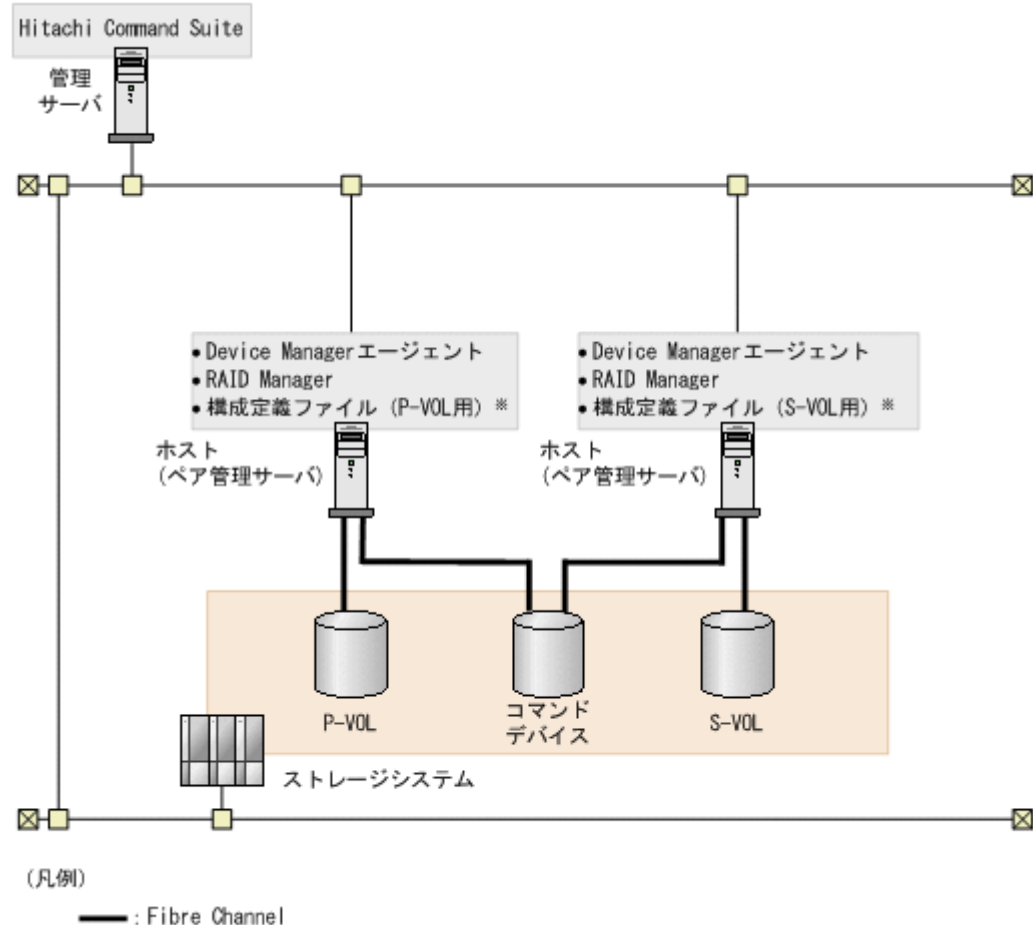 Hitachi Command Suite
管理
サーバ
•Device Managerエージェント
•RAID Manager
•構成定義ファイル（P-VOL用）※
•Device Managerエージェント
•RAID Manager
•構成定義ファイル（S-VOL用）※
ホスト
(ペア管理サーバ)
ホスト
(ペア管理サーバ)
P-VOL
コマンド
デバイス
S-VOL
ストレージシステム
(凡例)
: Fibre Channel